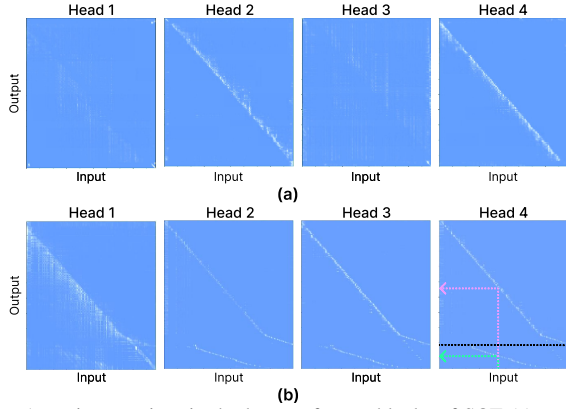 Head 1 Head 2 Head 3 Head 4
Output
Input Input Input Input
(a)
Head 1 Head 2 Head 3 Head 4
Output
Input Input Input Input
(b)